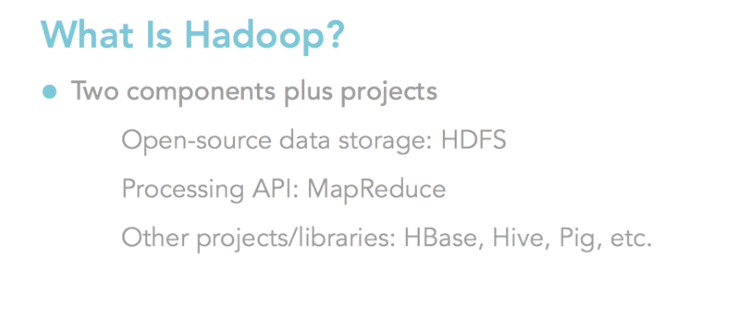 What Is Hadoop?
● Two components plus projects
Open-source data storage: HDFS
Processing API: MapReduce
Other projects/libraries: HBase, Hive, Pig, etc.